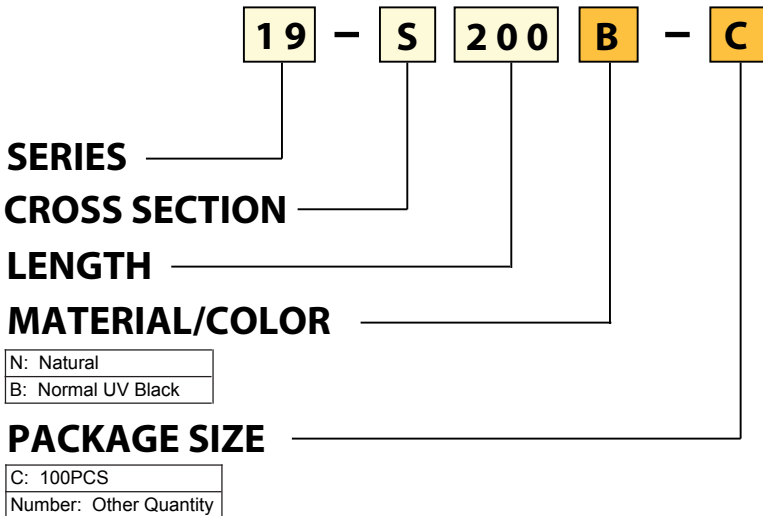 19 – S 200 B – C
SERIES
CROSS SECTION
LENGTH
MATERIAL/COLOR
N: Natural
B: Normal UV Black
PACKAGE SIZE
C: 100PCS
Number: Other Quantity